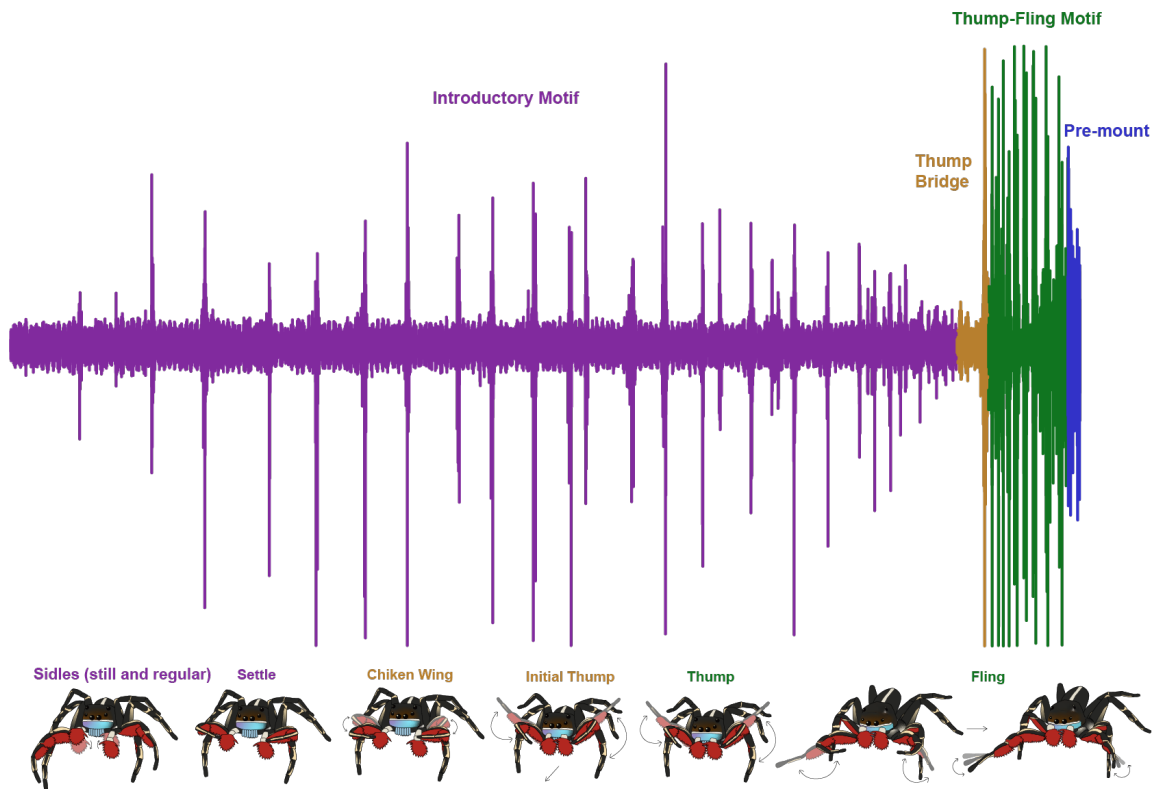 Thump-Fling Motif
Introductory Motif
Pre-mount
Thump
Bridge
Sidles (still and regular)
Settle
Chiken Wing
Initial Thump
Thump
Fling